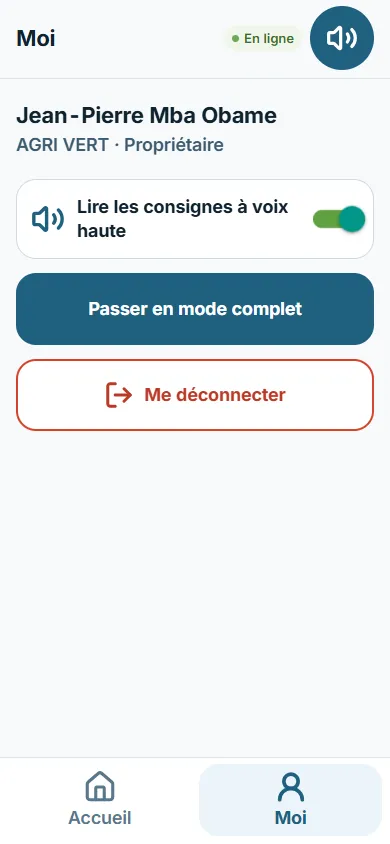 Moi
En ligne
Jean-Pierre Mba Obame
AGRI VERT · Propriétaire
Lire les consignes à voix
haute
Passer en mode complet
Me déconnecter
Accueil
Moi